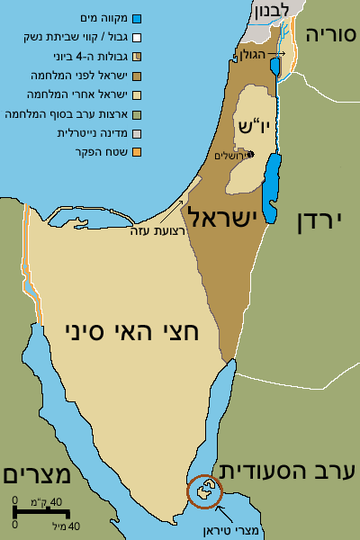 מקווה מים
גבול / קווי שביתת נשק
גבולות ה-4 ביוני
ישראל לפני המלחמה
ישראל אחרי המלחמה
ארצות ערב בסוף המלחמה
מדינה נייטרלית
שטח הפקר
לבנון
סוריה
הגולן
יו"ש
ירושלים
ישראל
ירדן
רצועת עזה
חצי האי סיני
מצרים
ערב הסעודית
מצרי טיראן
0 40 ק"מ
0 40 מיל